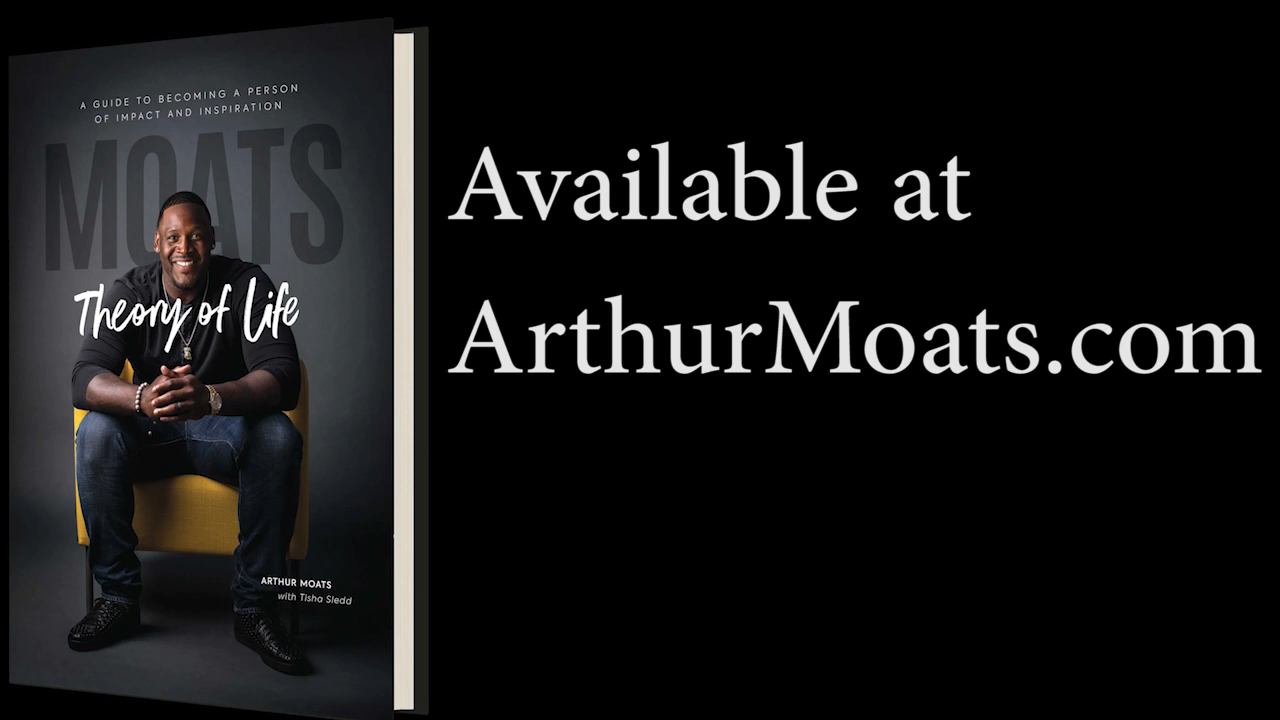 A GUIDE TO BECOMING A PERSON
OF IMPACT AND INSPIRATION
MOATS
Theory of Life
ARTHUR MOATS
with Tisha Sledd
Available at
ArthurMoats.com